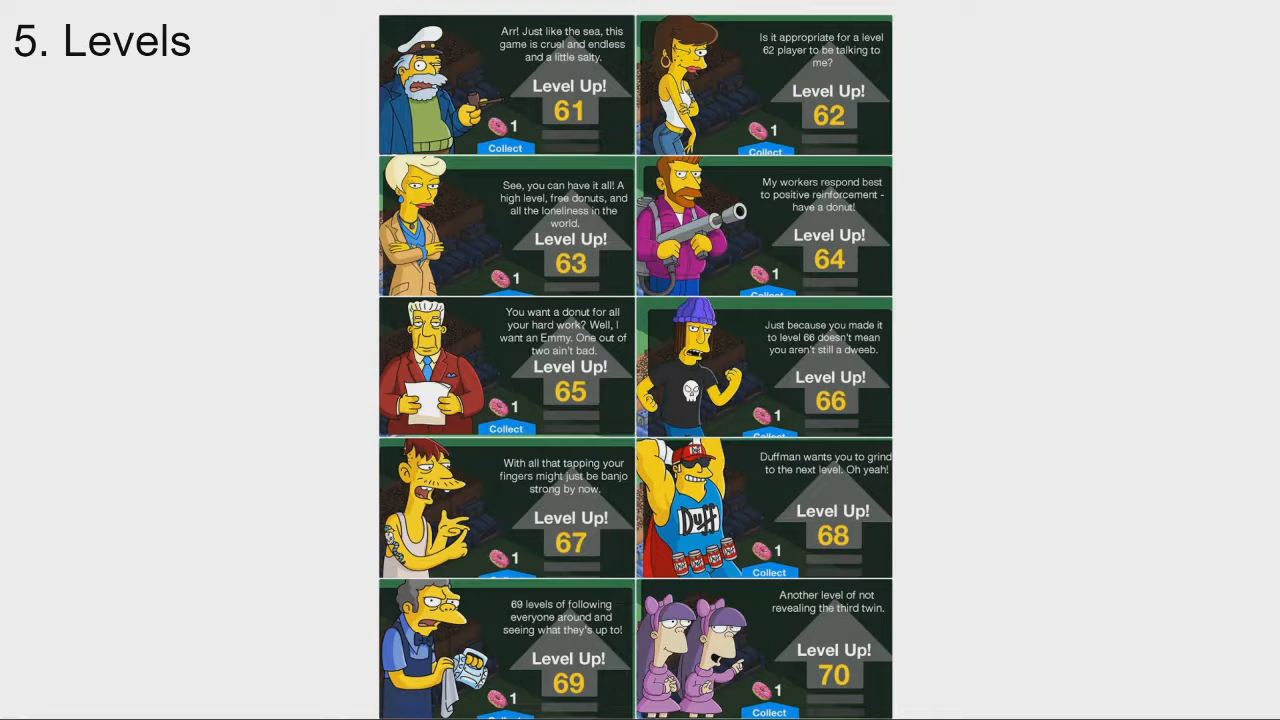 5. Levels
Arr! Just like the sea, this
game is cruel and endless
and a little salty.
Level Up!
61
1
Collect
Is it appropriate for a level
62 player to be talking to
me?
Level Up!
62
1
Collect
See, you can have it all! A
high level, free donuts, and
all the loneliness in the
world.
Level Up!
63
1
My workers respond best
to positive reinforcement -
have a donut!
Level Up!
64
1
Collect
You want a donut for all
your hard work? Well, I
want an Emmy. One out of
two ain't bad.
Level Up!
65
1
Collect
Just because you made it
to level 66 doesn't mean
you aren't still a dweeb.
Level Up!
66
1
Collect
With all that tapping your
fingers might just be banjo
strong by now.
Level Up!
67
1
Collect
Duffman wants you to grind
to the next level. Oh yeah!
Level Up!
68
1
Collect
Duff
69 levels of following
everyone around and
seeing what they's up to!
Level Up!
69
1
Collect
Another level of not
revealing the third twin.
Level Up!
70
1
Collect